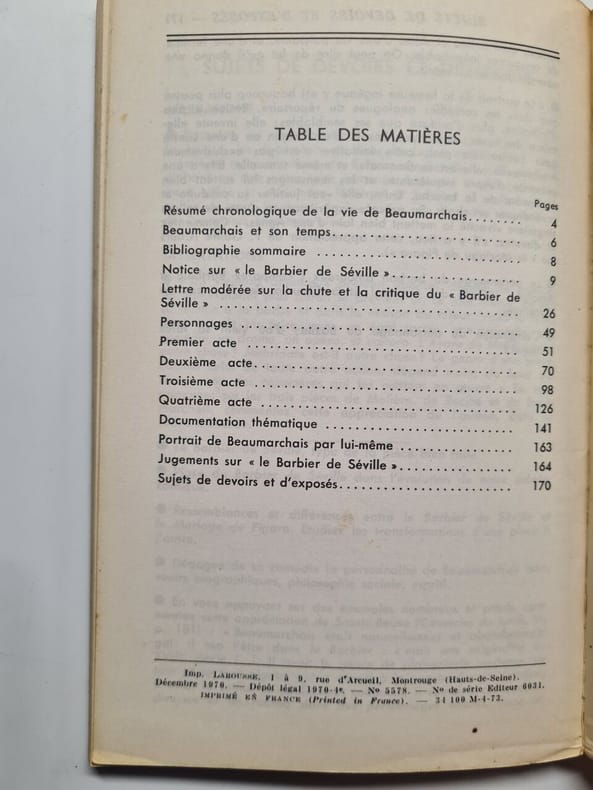 TABLE DES MATIÈRES
Pages
Résumé chronologique de la vie de Beaumarchais........ 4
Beaumarchais et son temps............................ 6
Bibliographie sommaire .............................. 8
Notice sur « le Barbier de Séville ».................. 9
Lettre modérée sur la chute et la critique du « Barbier de
Séville » ........................................... 26
Personnages ......................................... 49
Premier acte ........................................ 51
Deuxième acte........................................ 70
Troisième acte ...................................... 98
Quatrième acte ...................................... 126
Documentation thématique ............................ 141
Portrait de Beaumarchais par lui-même ............... 163
Jugements sur « le Barbier de Séville »............... 164
Sujets de devoirs et d'exposés....................... 170
Imp. LAROUSSE, 1 à 9, rue d'Arcueil, Montrouge (Hauts-de-Seine).
Décembre 1970. — Dépôt légal 1970-4e. — No 5578. — No de série Editeur 6031.
IMPRIMÉ EN FRANCE (Printed in France). — 34 100 M-4-73.